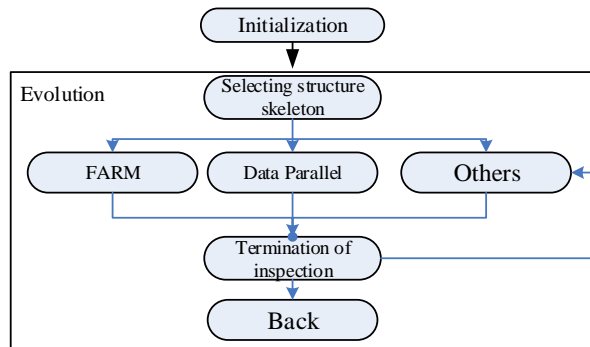 Initialization
Evolution
Selecting structure
skeleton
FARM
Data Parallel
Others
Termination of
inspection
Back